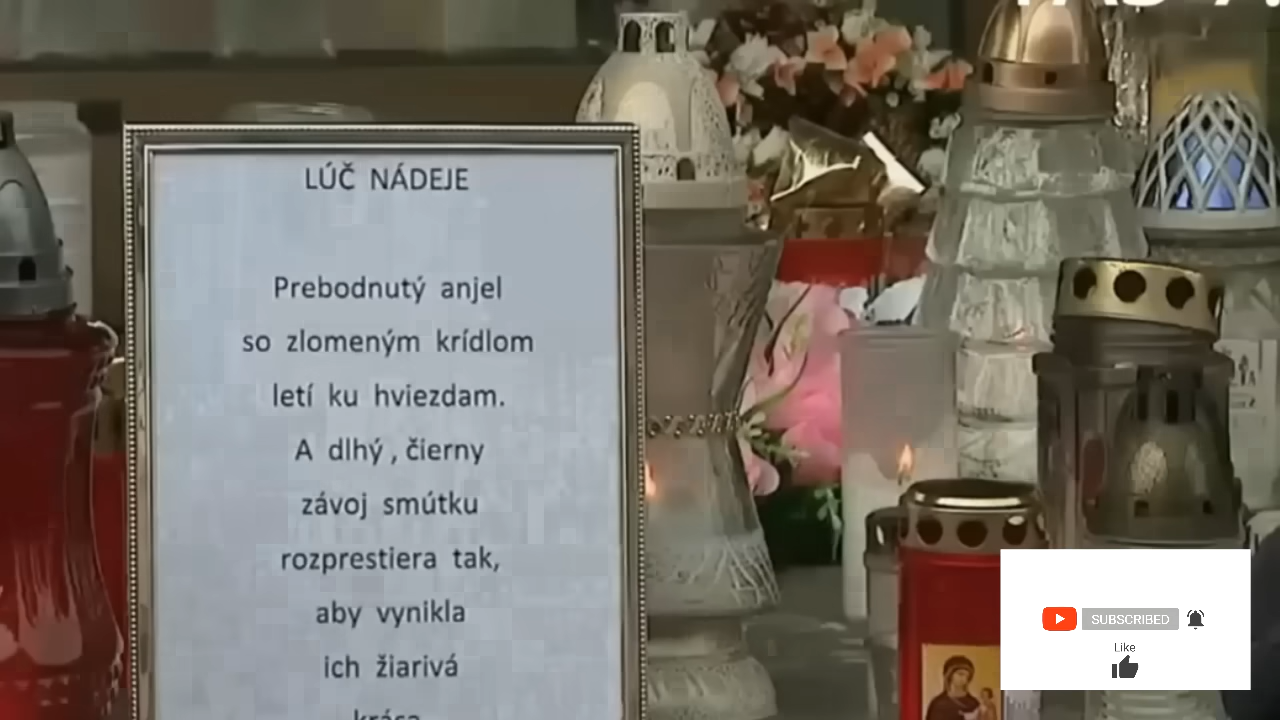 LÚČ NÁDEJE
Prebodnutý anjel
so zlomeným krídlom
letí ku hviezdam.
A dlhý , čierny
závoj smútku
rozprestiera tak,
aby vynikla
ich žiarivá
krása
SUBSCRIBED
Like